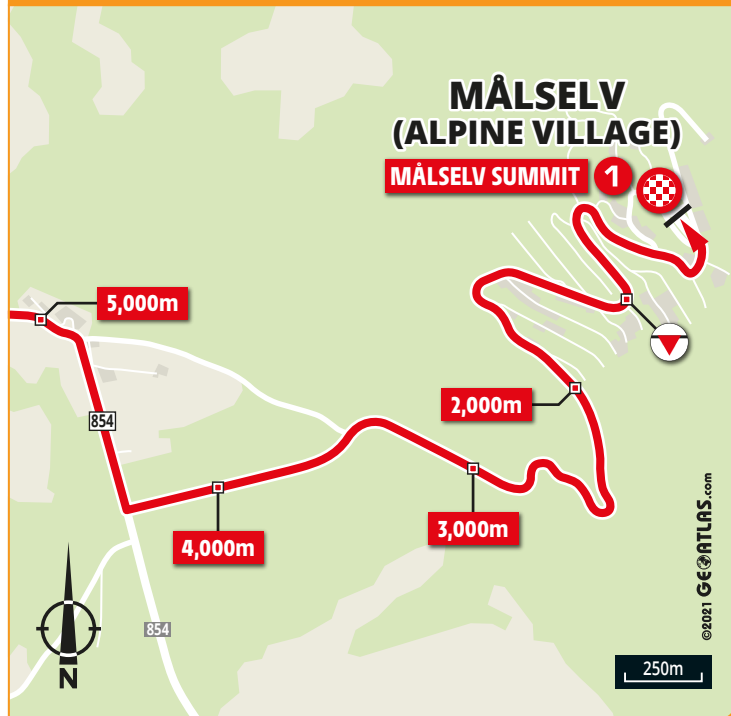 MÅLSELV
(ALPINE VILLAGE)
MÅLSELV SUMMIT 1
5,000m
854
2,000m
3,000m
4,000m
854
N
250m
©2021 GEOATLAS.com